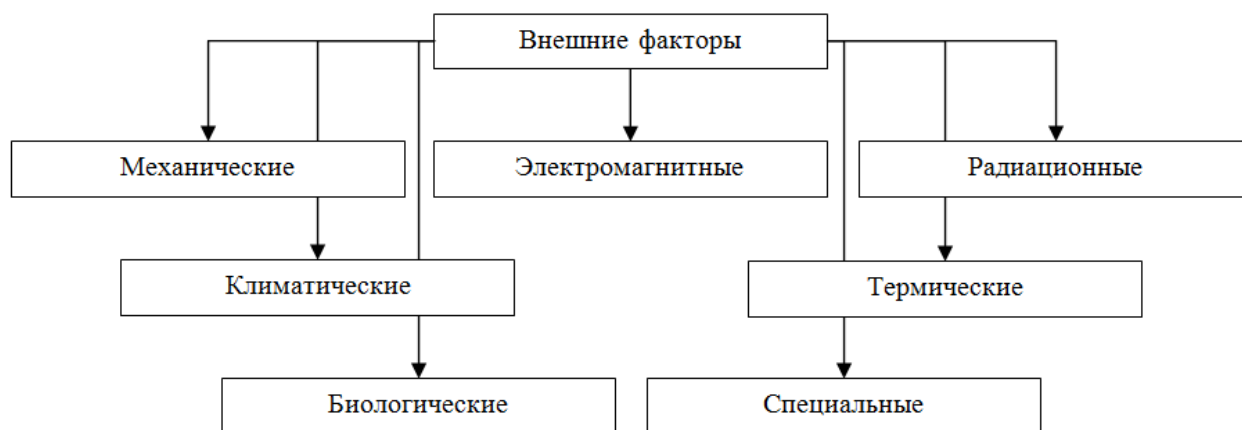 Внешние факторы
Механические
Электромагнитные
Радиационные
Климатические
Термические
Биологические
Специальные